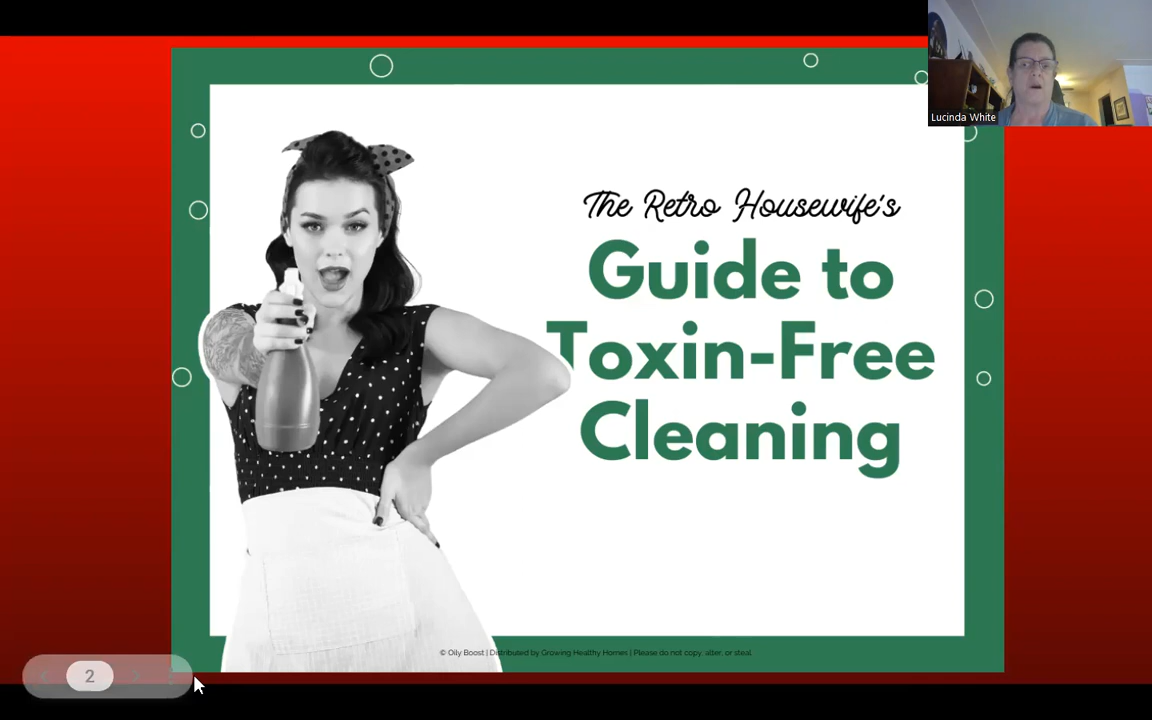 Lucinda White
The Retro Housewife's
Guide to
Toxin-Free
Cleaning
© Oily Boost | Distributed by Growing Healthy Homes | Please do not copy, alter, or steal.
2